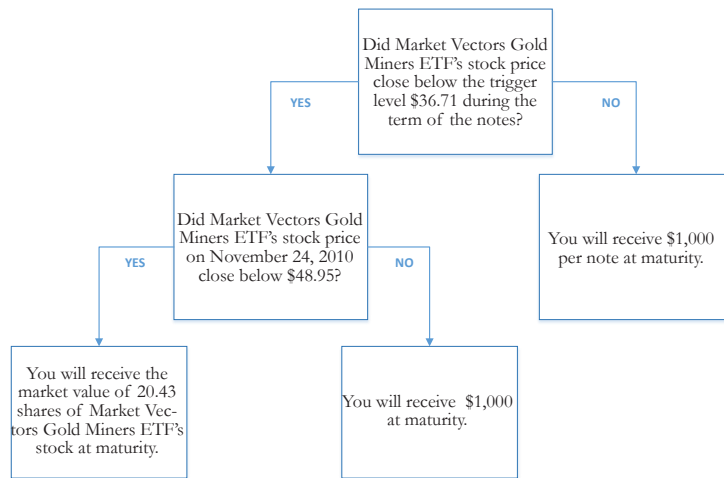 Did Market Vectors Gold
Miners ETF's stock price
close below the trigger
level $36.71 during the
term of the notes?
YES
NO
Did Market Vectors Gold
Miners ETF's stock price
on November 24, 2010
close below $48.95?
You will receive $1,000
per note at maturity.
YES
NO
You will receive the
market value of 20.43
shares of Market Vec-
tors Gold Miners ETF's
stock at maturity.
You will receive $1,000
at maturity.